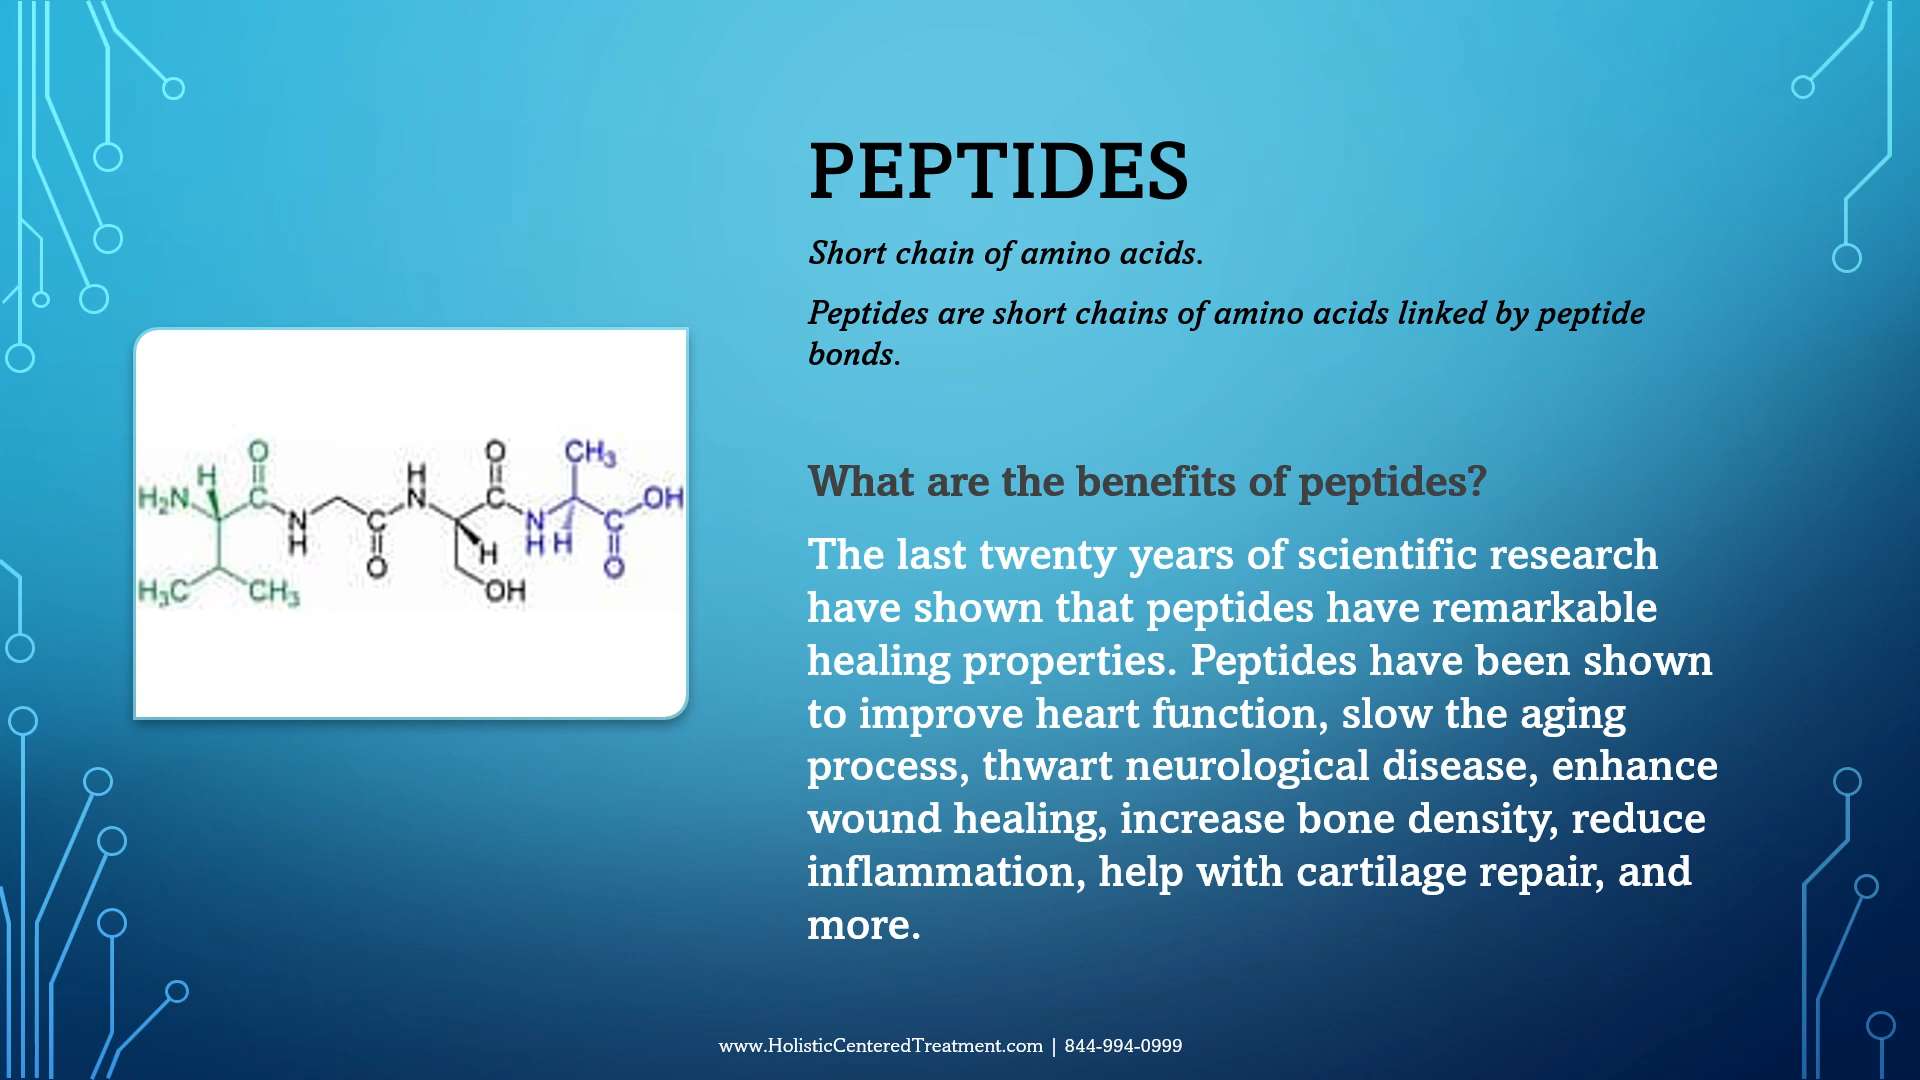 PEPTIDES
Short chain of amino acids.
Peptides are short chains of amino acids linked by peptide
bonds.
H₂N
H
O
C
N
H
C
O
H
N
O
C
N
H
H
CH₃
OH
C
O
H₃C
CH₃
H
OH
What are the benefits of peptides?
The last twenty years of scientific research
have shown that peptides have remarkable
healing properties. Peptides have been shown
to improve heart function, slow the aging
process, thwart neurological disease, enhance
wound healing, increase bone density, reduce
inflammation, help with cartilage repair, and
more.
www.HolisticCenteredTreatment.com | 844-994-0999